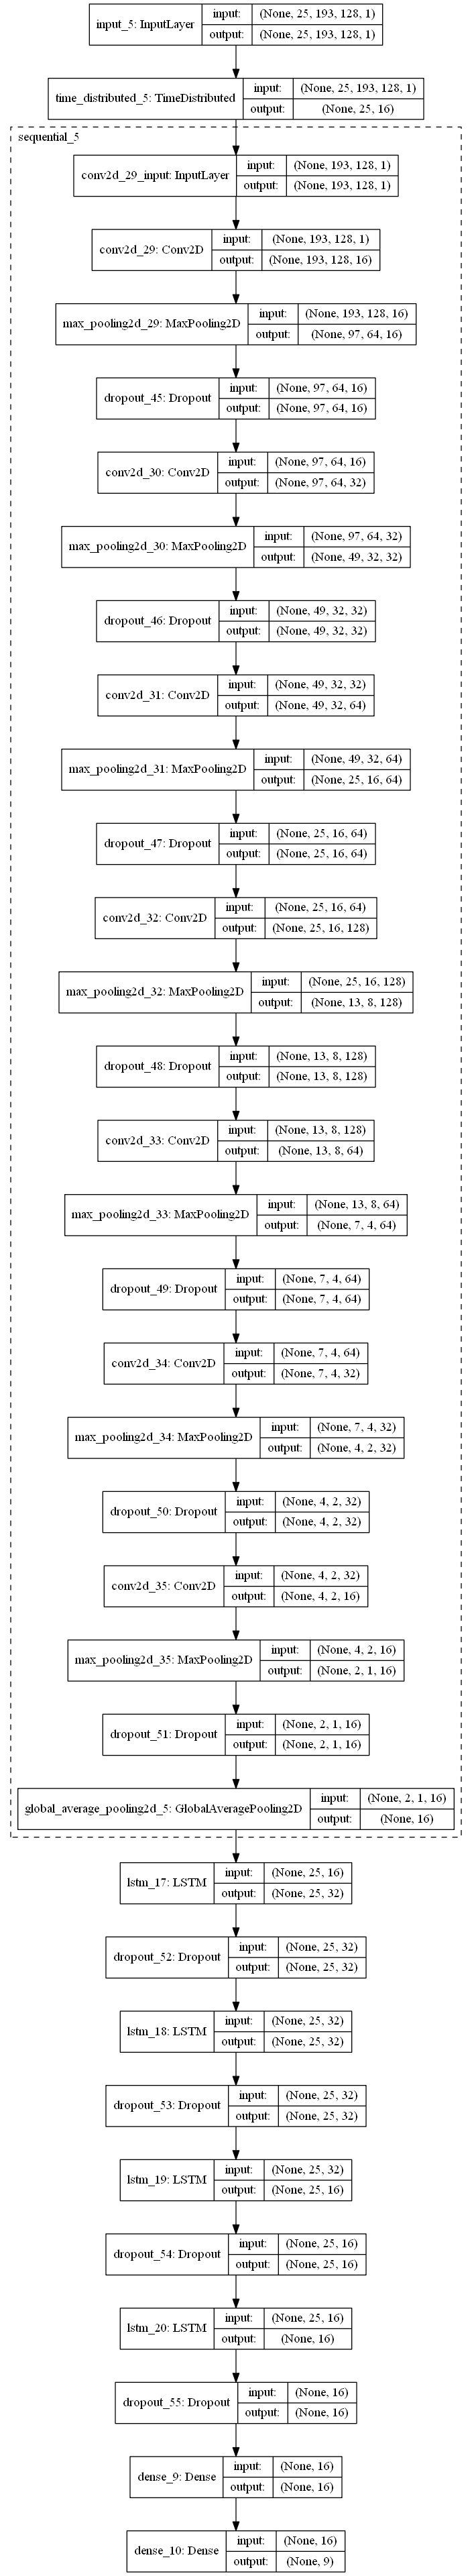 input_5: InputLayer
input: (None, 25, 193, 128, 1)
output: (None, 25, 193, 128, 1)
time_distributed_5: TimeDistributed
input: (None, 25, 193, 128, 1)
output: (None, 25, 16)
sequential_5
conv2d_29_input: InputLayer
input: (None, 193, 128, 1)
output: (None, 193, 128, 1)
conv2d_29: Conv2D
input: (None, 193, 128, 1)
output: (None, 193, 128, 16)
max_pooling2d_29: MaxPooling2D
input: (None, 193, 128, 16)
output: (None, 97, 64, 16)
dropout_45: Dropout
input: (None, 97, 64, 16)
output: (None, 97, 64, 16)
conv2d_30: Conv2D
input: (None, 97, 64, 16)
output: (None, 97, 64, 32)
max_pooling2d_30: MaxPooling2D
input: (None, 97, 64, 32)
output: (None, 49, 32, 32)
dropout_46: Dropout
input: (None, 49, 32, 32)
output: (None, 49, 32, 32)
conv2d_31: Conv2D
input: (None, 49, 32, 32)
output: (None, 49, 32, 64)
max_pooling2d_31: MaxPooling2D
input: (None, 49, 32, 64)
output: (None, 25, 16, 64)
dropout_47: Dropout
input: (None, 25, 16, 64)
output: (None, 25, 16, 64)
conv2d_32: Conv2D
input: (None, 25, 16, 64)
output: (None, 25, 16, 128)
max_pooling2d_32: MaxPooling2D
input: (None, 25, 16, 128)
output: (None, 13, 8, 128)
dropout_48: Dropout
input: (None, 13, 8, 128)
output: (None, 13, 8, 128)
conv2d_33: Conv2D
input: (None, 13, 8, 128)
output: (None, 13, 8, 64)
max_pooling2d_33: MaxPooling2D
input: (None, 13, 8, 64)
output: (None, 7, 4, 64)
dropout_49: Dropout
input: (None, 7, 4, 64)
output: (None, 7, 4, 64)
conv2d_34: Conv2D
input: (None, 7, 4, 64)
output: (None, 7, 4, 32)
max_pooling2d_34: MaxPooling2D
input: (None, 7, 4, 32)
output: (None, 4, 2, 32)
dropout_50: Dropout
input: (None, 4, 2, 32)
output: (None, 4, 2, 32)
conv2d_35: Conv2D
input: (None, 4, 2, 32)
output: (None, 4, 2, 16)
max_pooling2d_35: MaxPooling2D
input: (None, 4, 2, 16)
output: (None, 2, 1, 16)
dropout_51: Dropout
input: (None, 2, 1, 16)
output: (None, 2, 1, 16)
global_average_pooling2d_5: GlobalAveragePooling2D
input: (None, 2, 1, 16)
output: (None, 16)
lstm_17: LSTM
input: (None, 25, 16)
output: (None, 25, 32)
dropout_52: Dropout
input: (None, 25, 32)
output: (None, 25, 32)
lstm_18: LSTM
input: (None, 25, 32)
output: (None, 25, 32)
dropout_53: Dropout
input: (None, 25, 32)
output: (None, 25, 32)
lstm_19: LSTM
input: (None, 25, 32)
output: (None, 25, 16)
dropout_54: Dropout
input: (None, 25, 16)
output: (None, 25, 16)
lstm_20: LSTM
input: (None, 25, 16)
output: (None, 16)
dropout_55: Dropout
input: (None, 16)
output: (None, 16)
dense_9: Dense
input: (None, 16)
output: (None, 16)
dense_10: Dense
input: (None, 16)
output: (None, 9)